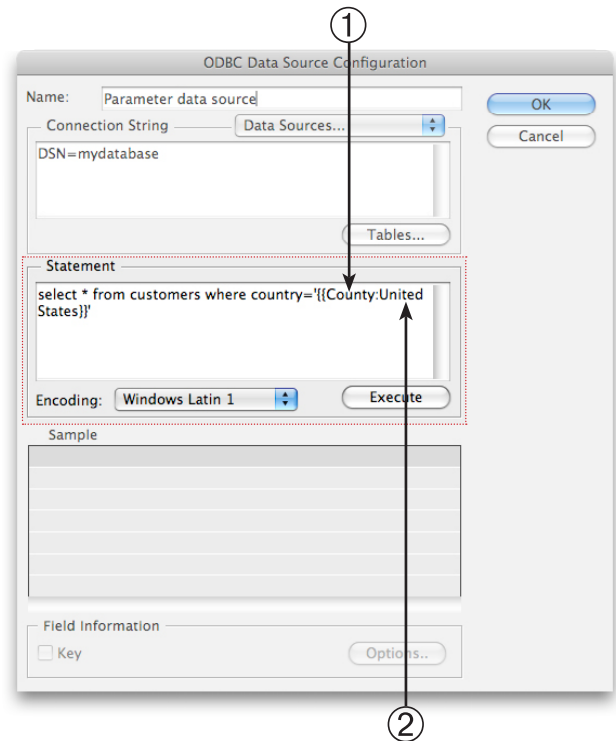 ①
ODBC Data Source Configuration
Name: Parameter data source
OK
Connection String Data Sources...
Cancel
DSN=mydatabase
Tables...
Statement
select * from customers where country='{{County:United
States}}'
Encoding: Windows Latin 1 Execute
Sample
Field Information
Key Options..
②